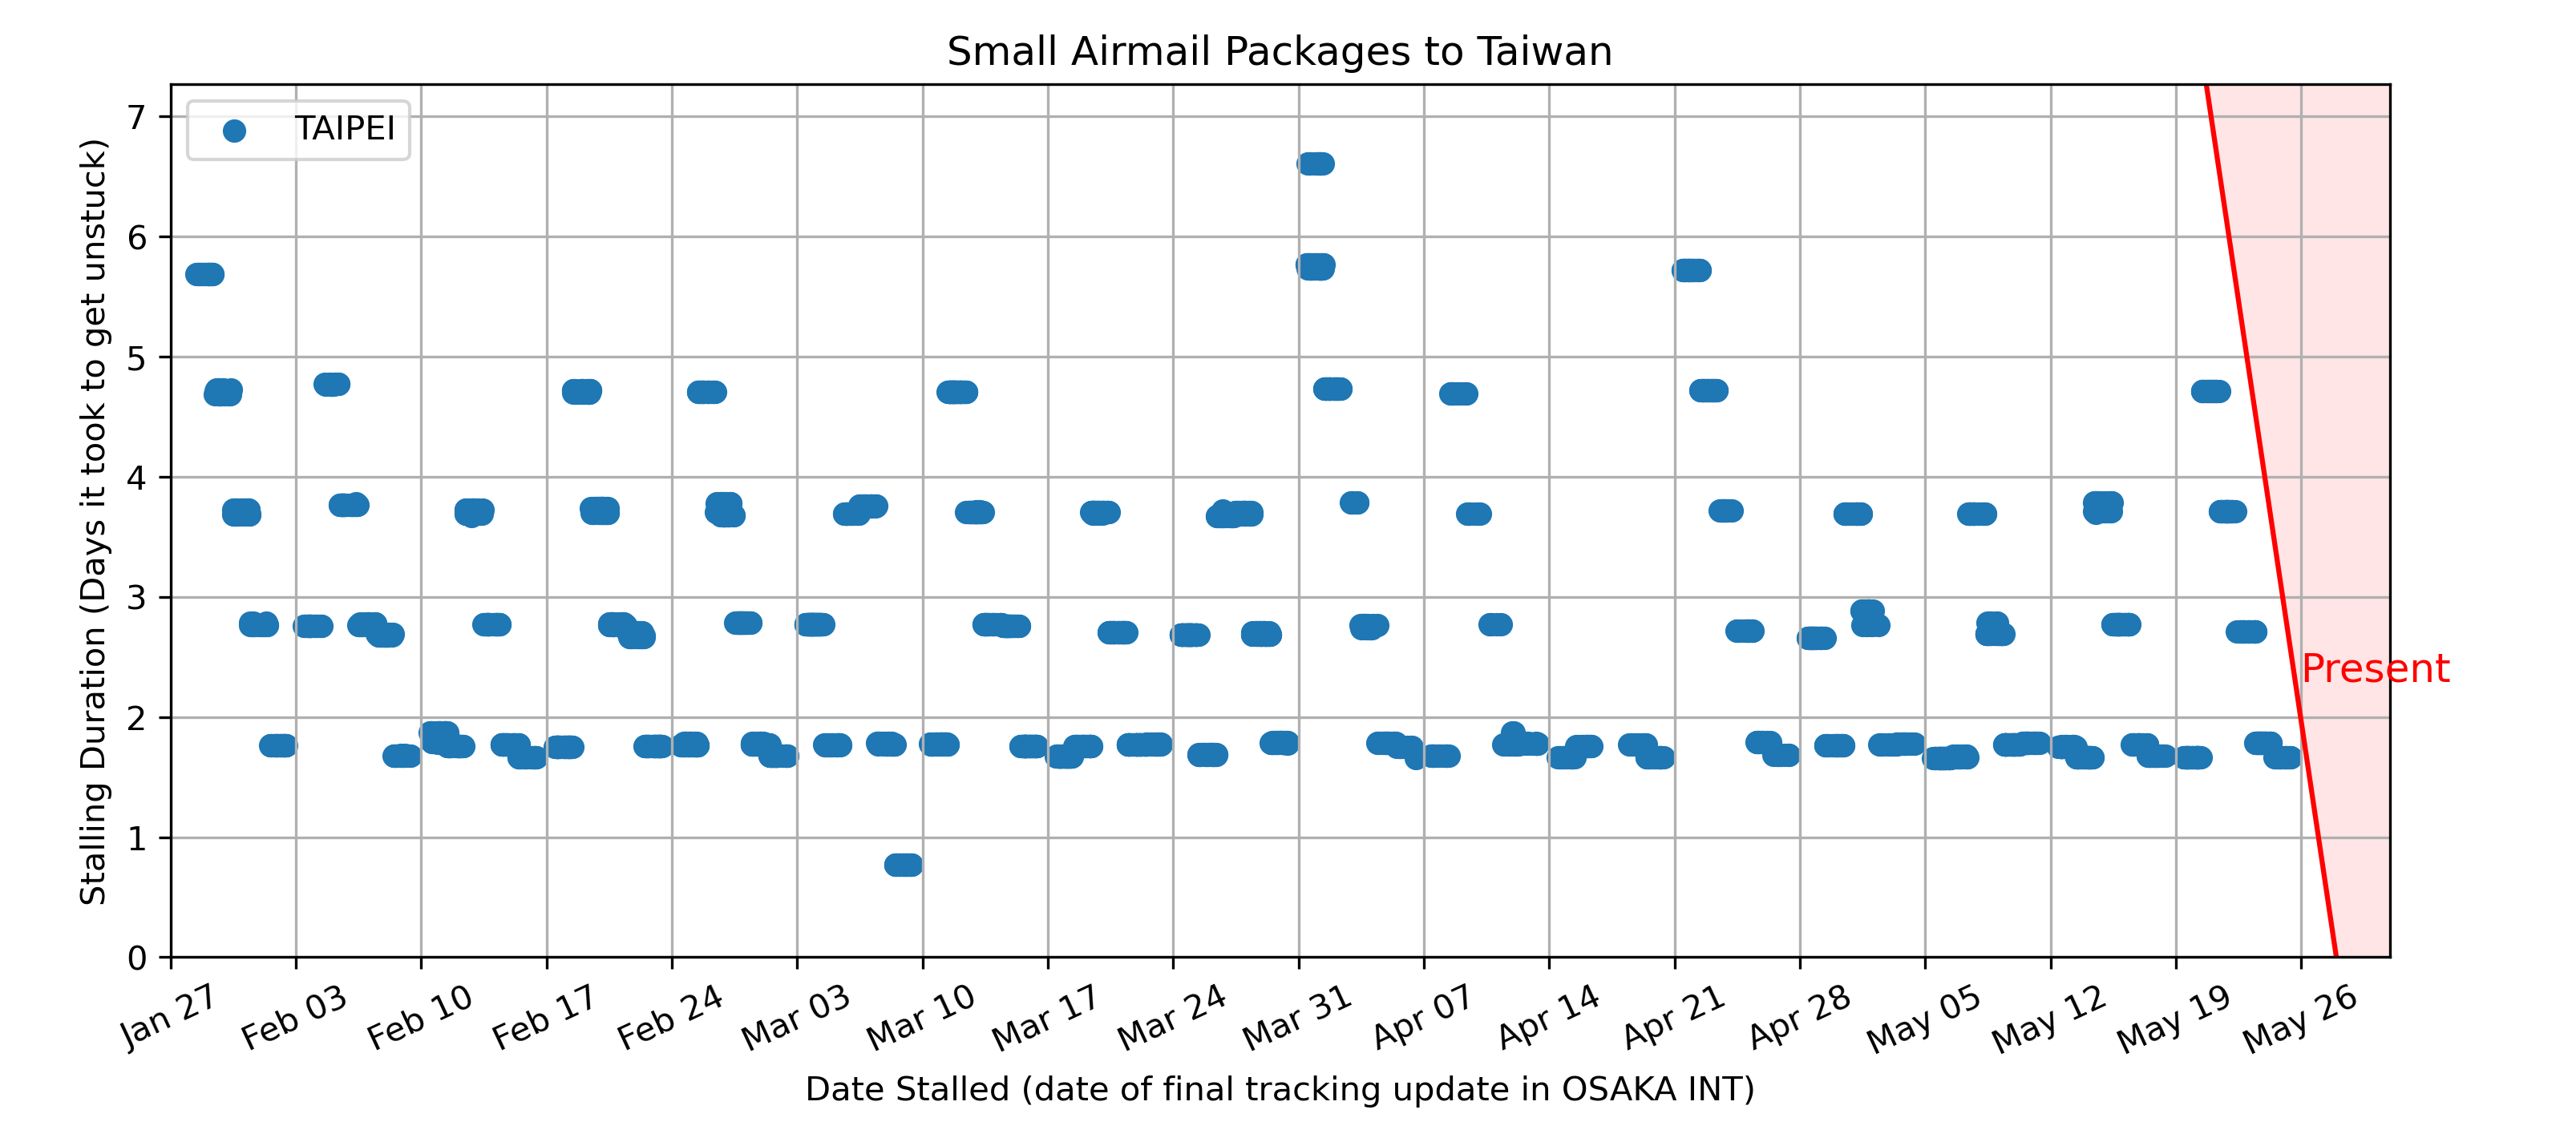 Small Airmail Packages to Taiwan
TAIPEI
Stalling Duration (Days it took to get unstuck)
7
6
5
4
3
2
1
0
Present
Jan 27
Feb 03
Feb 10
Feb 17
Feb 24
Mar 03
Mar 10
Mar 17
Mar 24
Mar 31
Apr 07
Apr 14
Apr 21
Apr 28
May 05
May 12
May 19
May 26
Date Stalled (date of final tracking update in OSAKA INT)